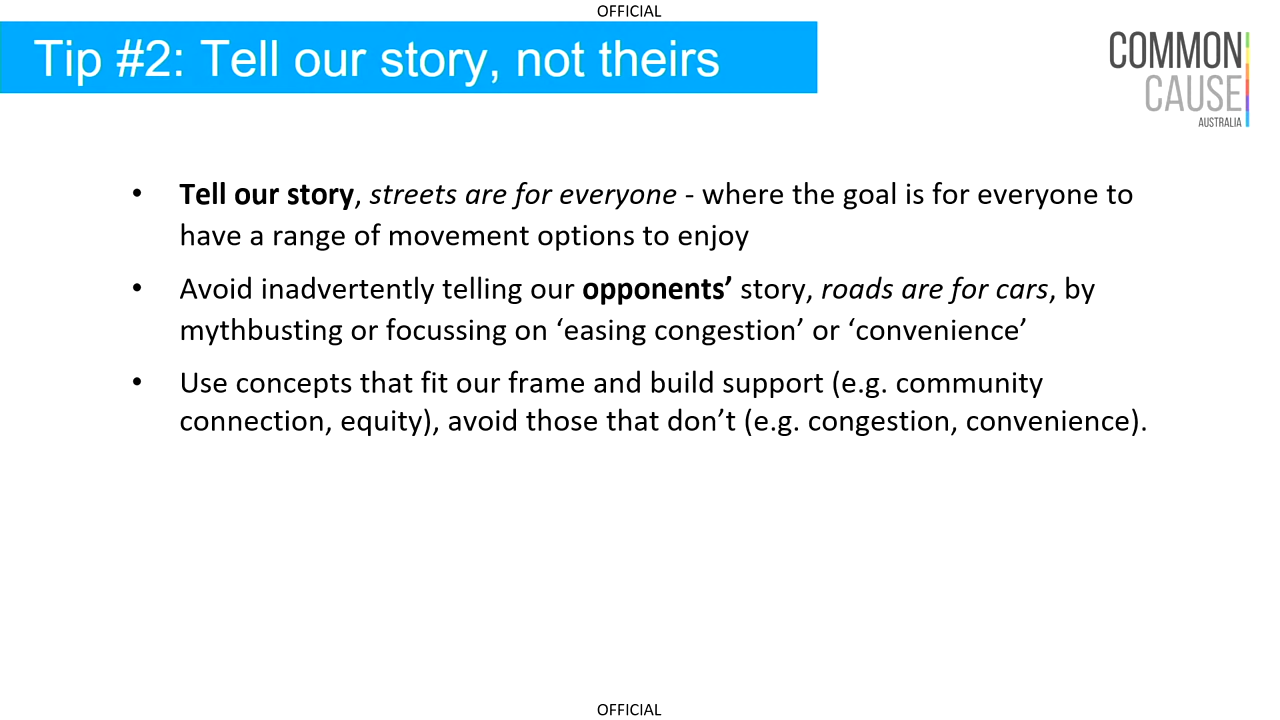 OFFICIAL
Tip #2: Tell our story, not theirs
COMMON
CAUSE
AUSTRALIA
• Tell our story, streets are for everyone - where the goal is for everyone to
have a range of movement options to enjoy
• Avoid inadvertently telling our opponents’ story, roads are for cars, by
mythbusting or focussing on ‘easing congestion’ or ‘convenience’
• Use concepts that fit our frame and build support (e.g. community
connection, equity), avoid those that don’t (e.g. congestion, convenience).
OFFICIAL